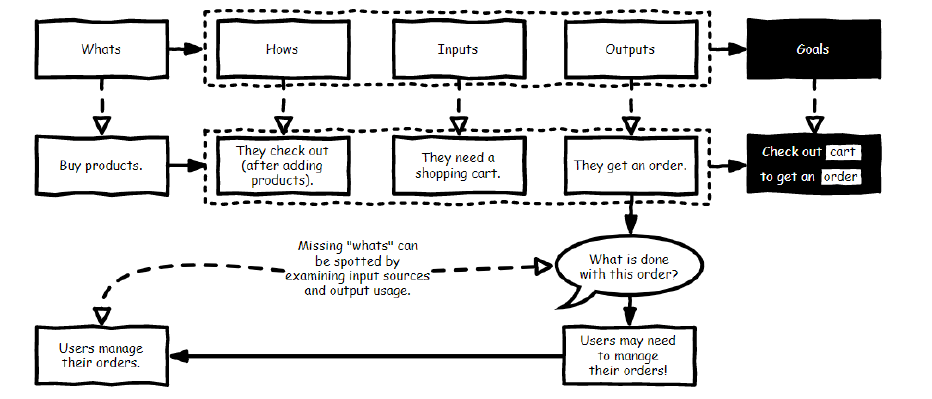 Whats
Hows
Inputs
Outputs
Goals
Buy products.
They check out
(after adding
products).
They need a
shopping cart.
They get an order.
Check out cart
to get an order
Missing "whats" can
be spotted by
examining input sources
and output usage.
What is done
with this order?
Users manage
their orders.
Users may need
to manage
their orders!